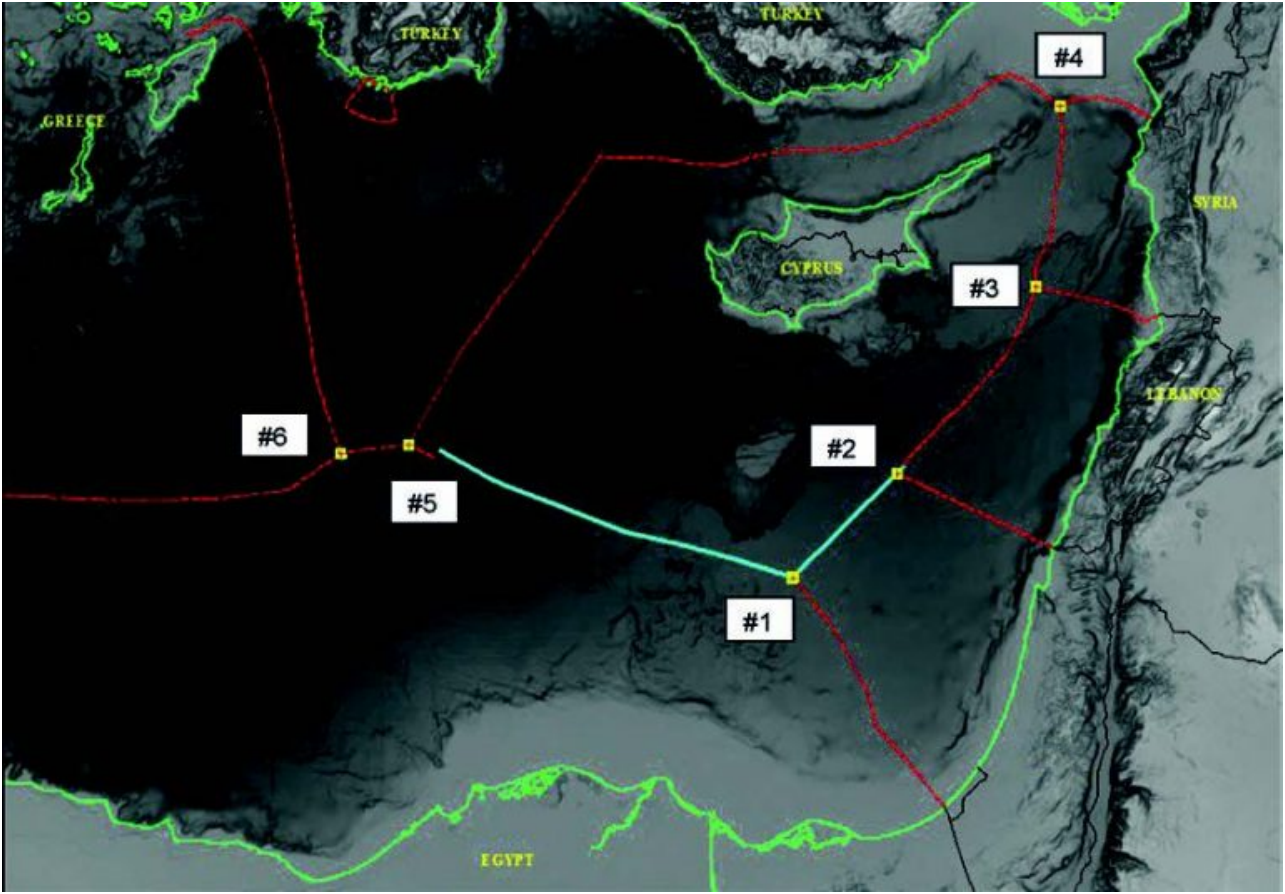 TURKEY
TURKEY
#4
GREECE
SYRIA
CYPRUS
#3
LEBANON
#6
#2
#5
#1
EGYPT